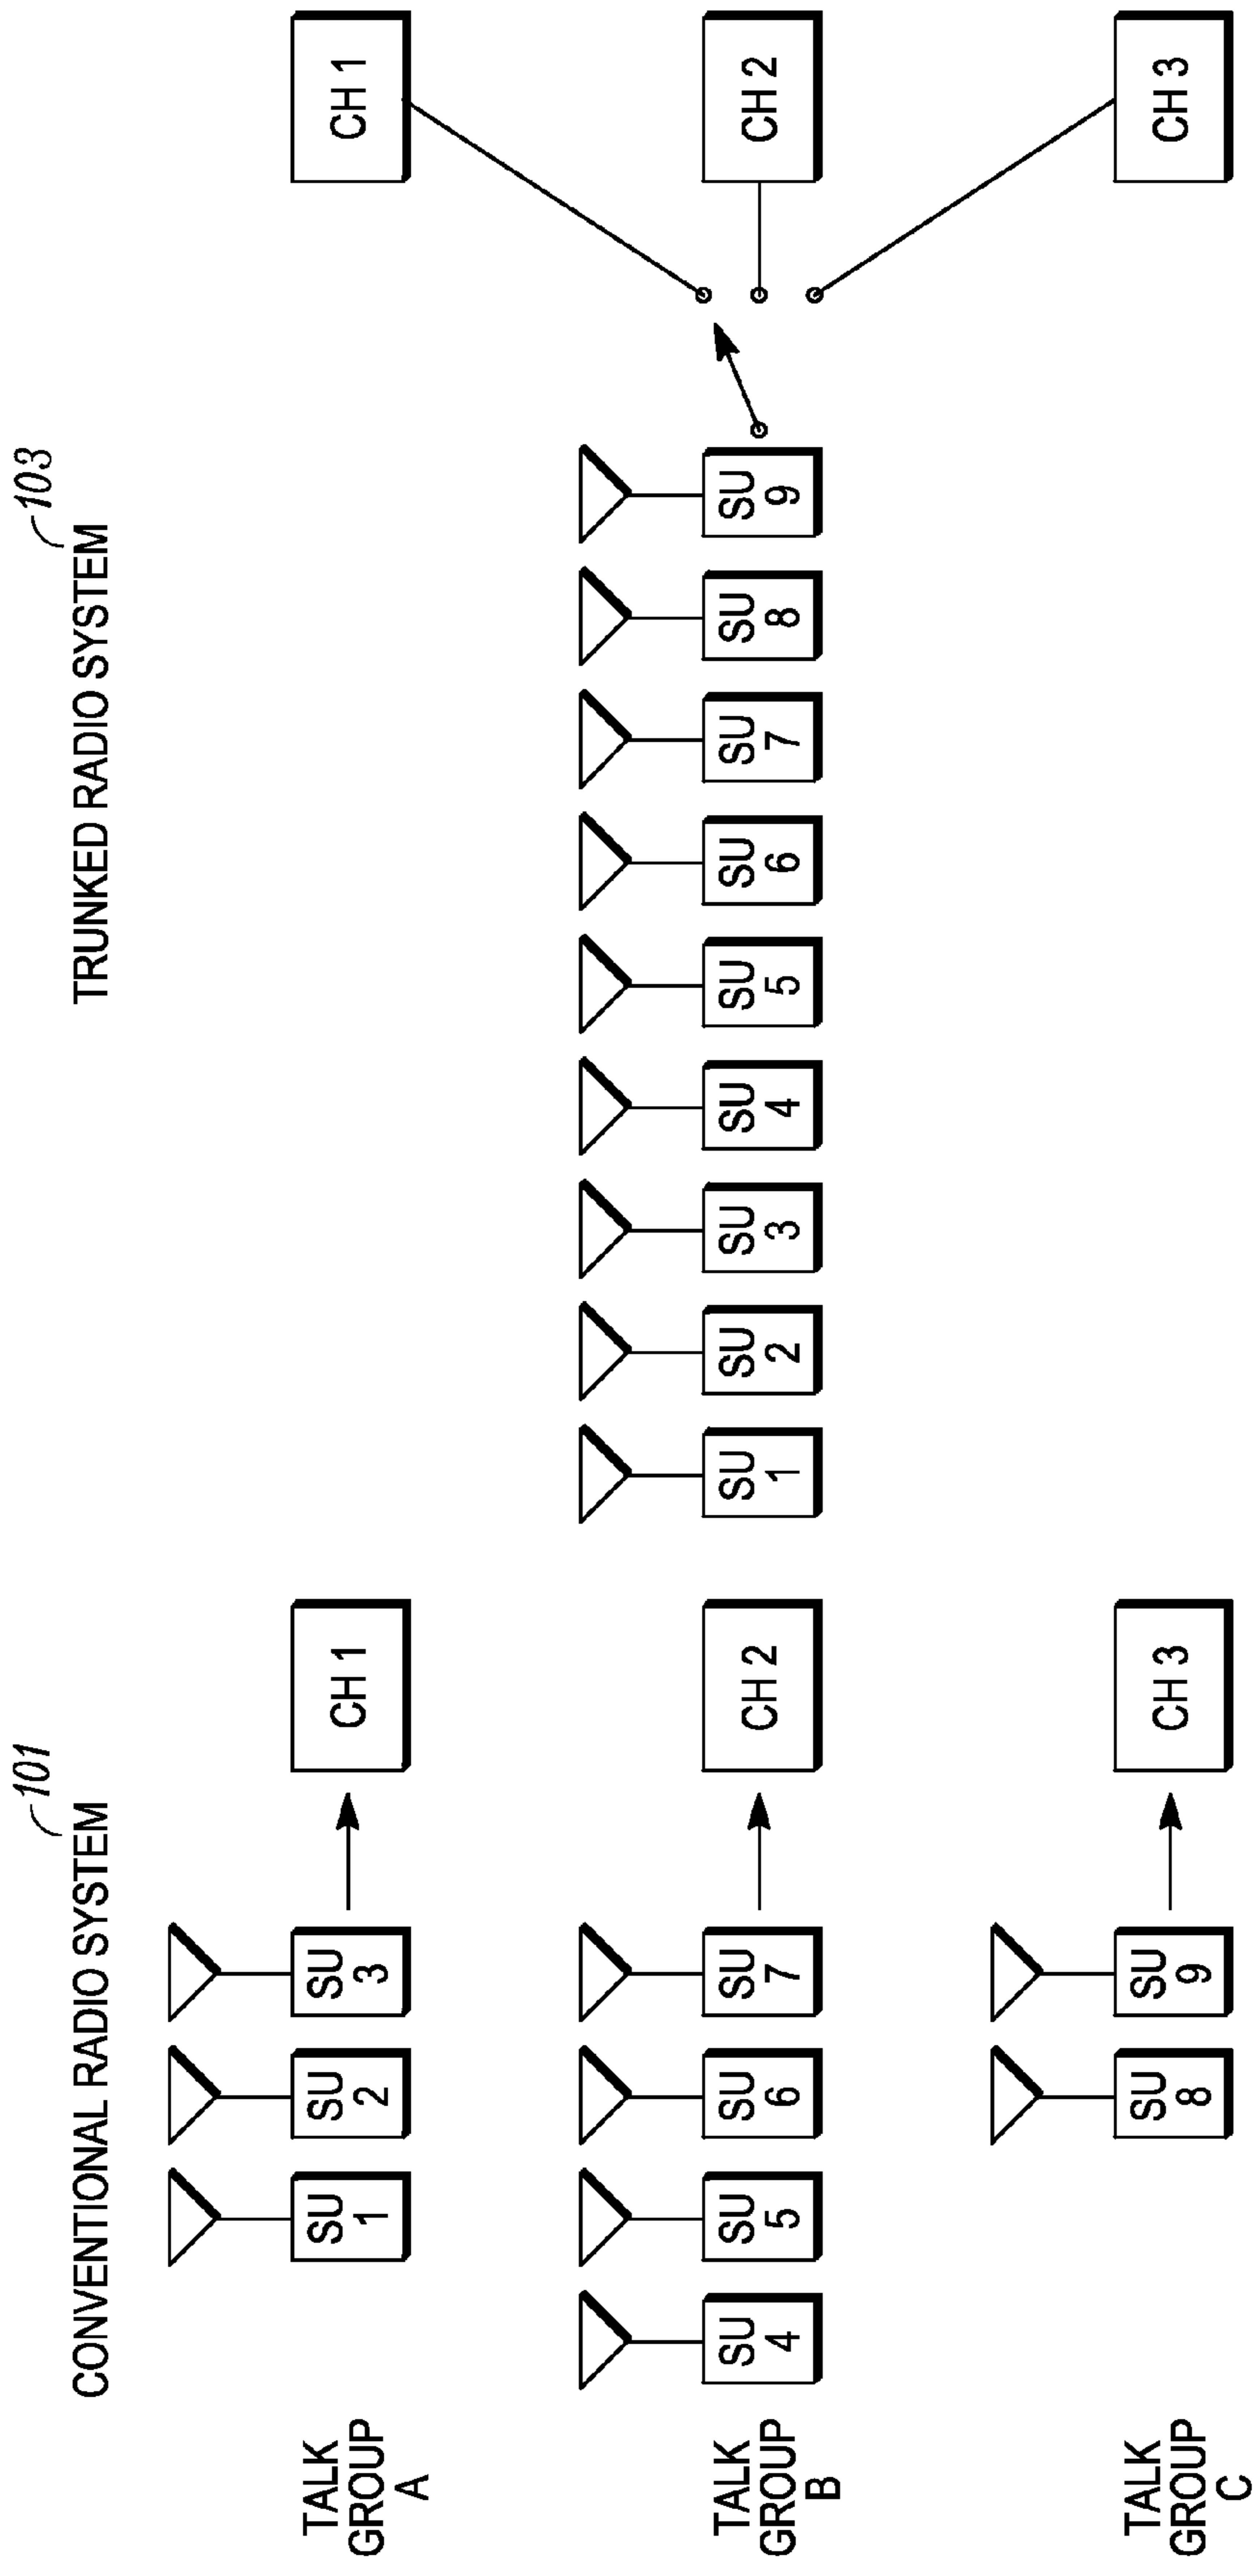 CONVENTIONAL RADIO SYSTEM
101
TRUNKED RADIO SYSTEM
103
TALK
GROUP
A
SU
1
SU
2
SU
3
CH 1
TALK
GROUP
B
SU
4
SU
5
SU
6
SU
7
CH 2
TALK
GROUP
C
SU
8
SU
9
CH 3
SU
1
SU
2
SU
3
SU
4
SU
5
SU
6
SU
7
SU
8
SU
9
CH 1
CH 2
CH 3